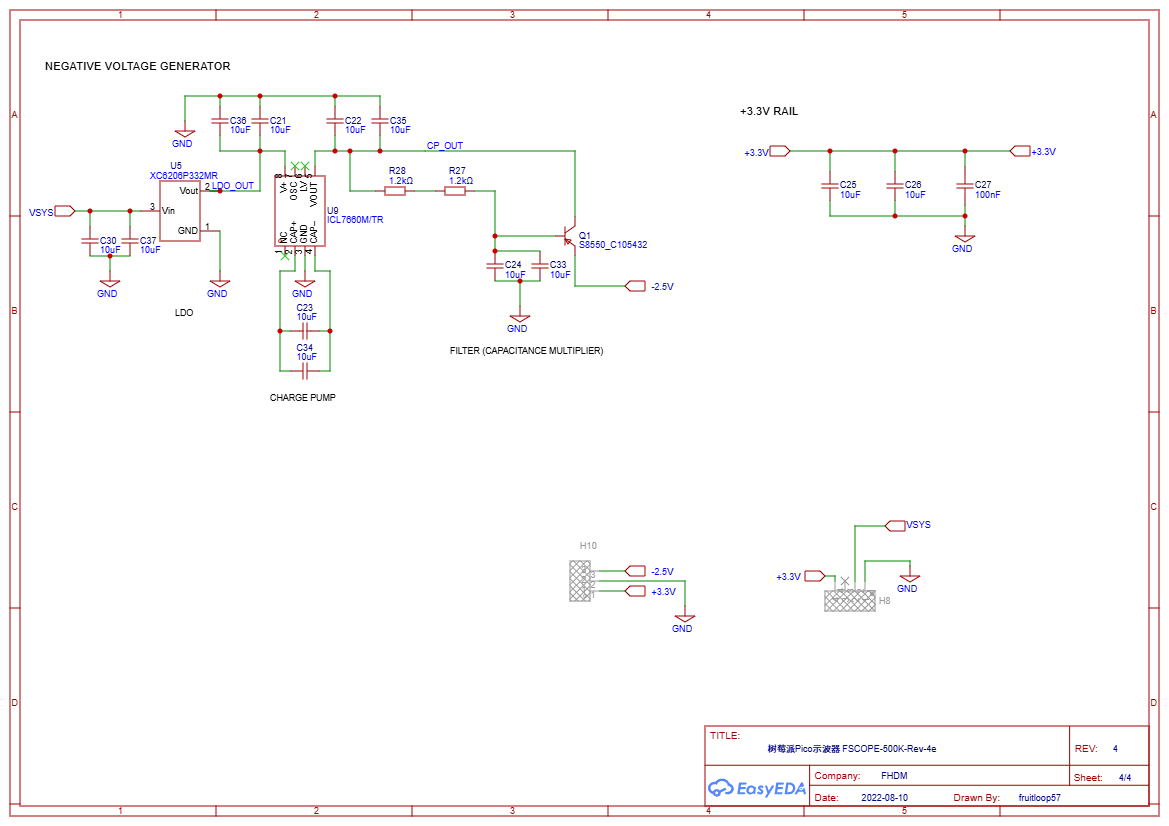 1 2 3 4 5
A A
B B
C C
D D
NEGATIVE VOLTAGE GENERATOR
+3.3V RAIL
C36 10uF
C21 10uF
C22 10uF
C35 10uF
GND
CP_OUT
U5
XC6206P332MR
Vout 2
LDO_OUT
VSYS
3 Vin
GND 1
C30 10uF
C37 10uF
GND
GND
LDO
8 7 6 5
V+ OSC LV VOUT
U9
ICL7660M/TR
NC CAP+ GND CAP-
1 2 3 4
GND
C23
10uF
C34
10uF
CHARGE PUMP
R28
1.2kΩ
R27
1.2kΩ
Q1
S8550_C105432
C24
10uF
C33
10uF
-2.5V
GND
FILTER (CAPACITANCE MULTIPLIER)
+3.3V
+3.3V
C25
10uF
C26
10uF
C27
100nF
GND
H10
3
2
1
-2.5V
+3.3V
GND
VSYS
+3.3V
GND
H8
TITLE:
树莓派Pico示波器 FSCOPE-500K-Rev-4e
REV: 4
EasyEDA
Company: FHDM
Sheet: 4/4
Date: 2022-08-10
Drawn By: fruitloop57
1 2 3 4 5